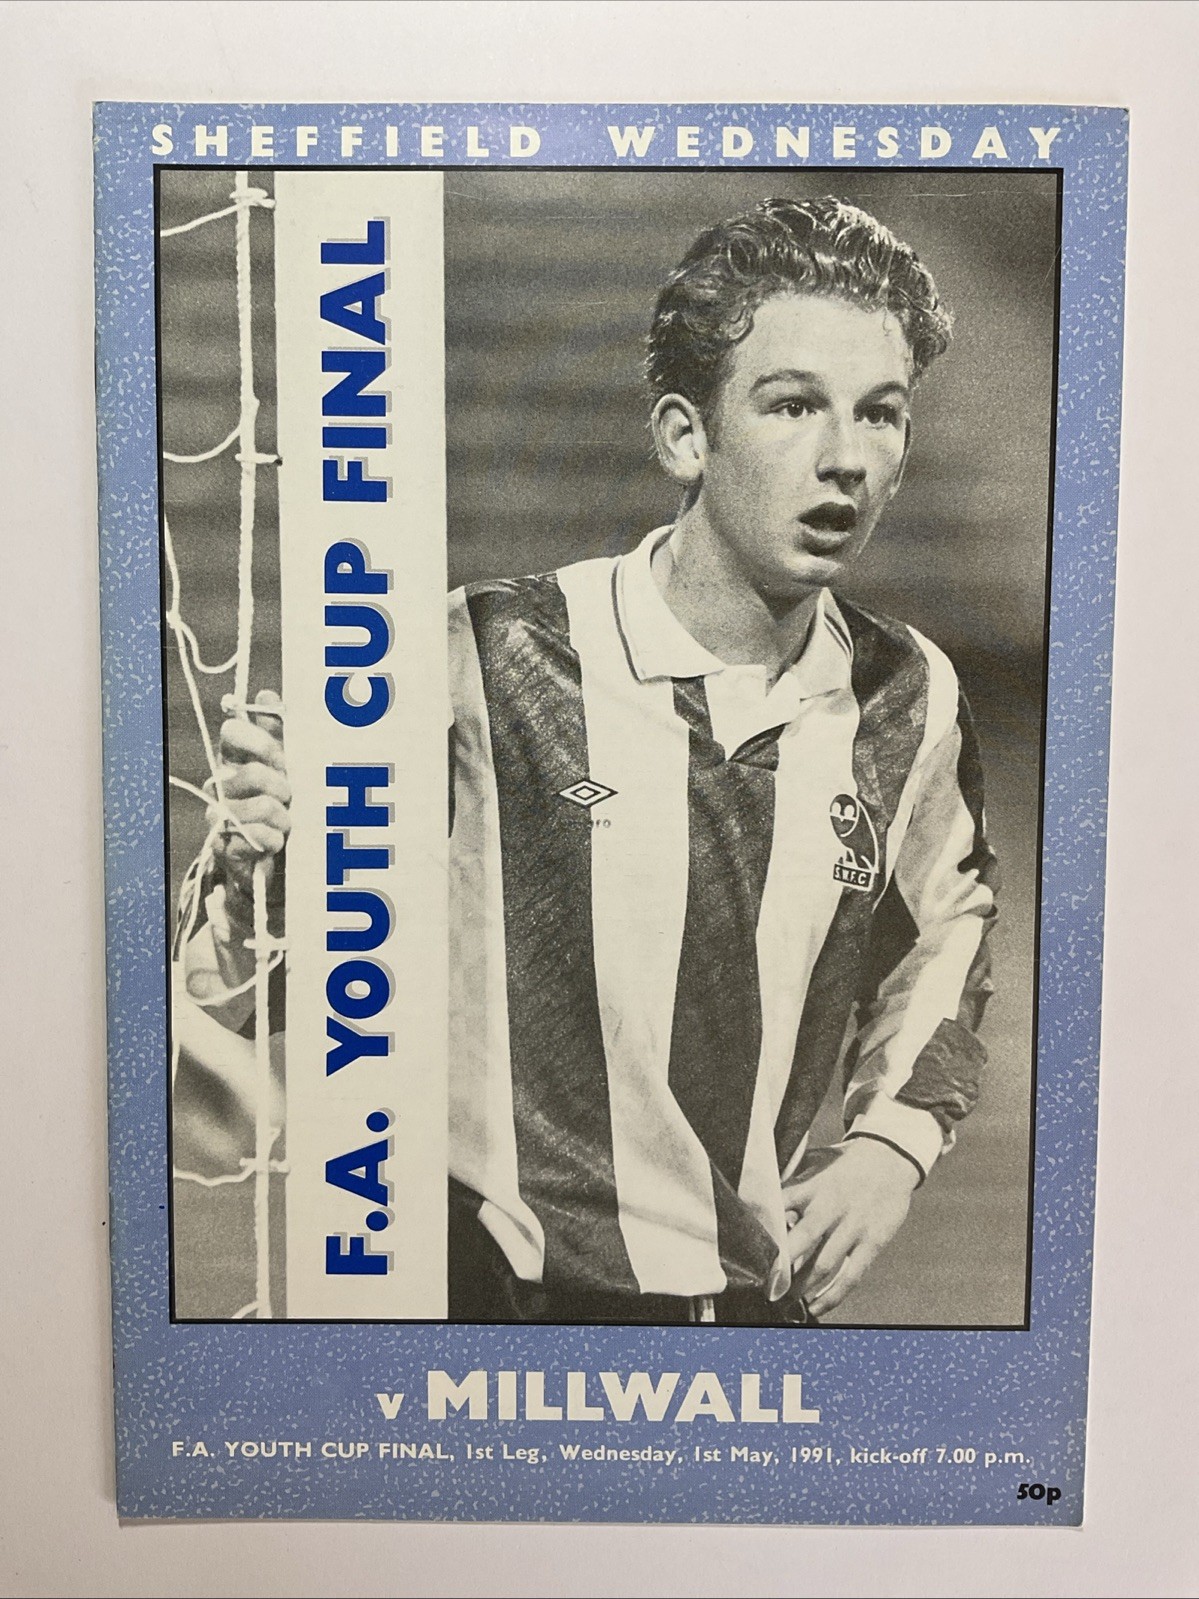 SHEFFIELD WEDNESDAY
F.A. YOUTH CUP FINAL
S.W.F.C
v MILLWALL
F.A. YOUTH CUP FINAL, 1st Leg, Wednesday, 1st May, 1991, kick-off 7.00 p.m.
50p